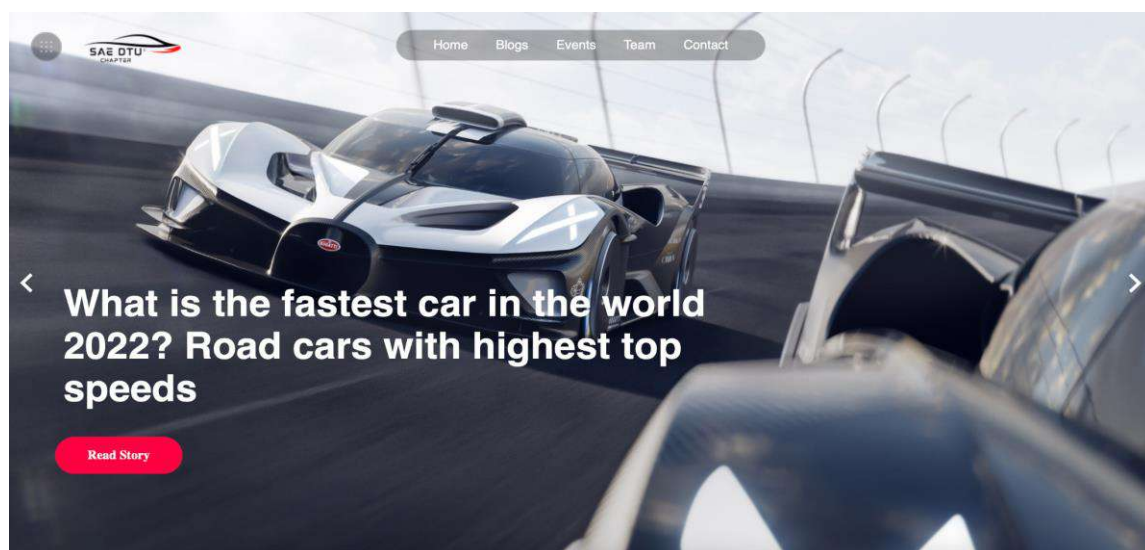 SAE DTU
CHAPTER
Home Blogs Events Team Contact
BUGATTI
What is the fastest car in the world
2022? Road cars with highest top
speeds
Read Story